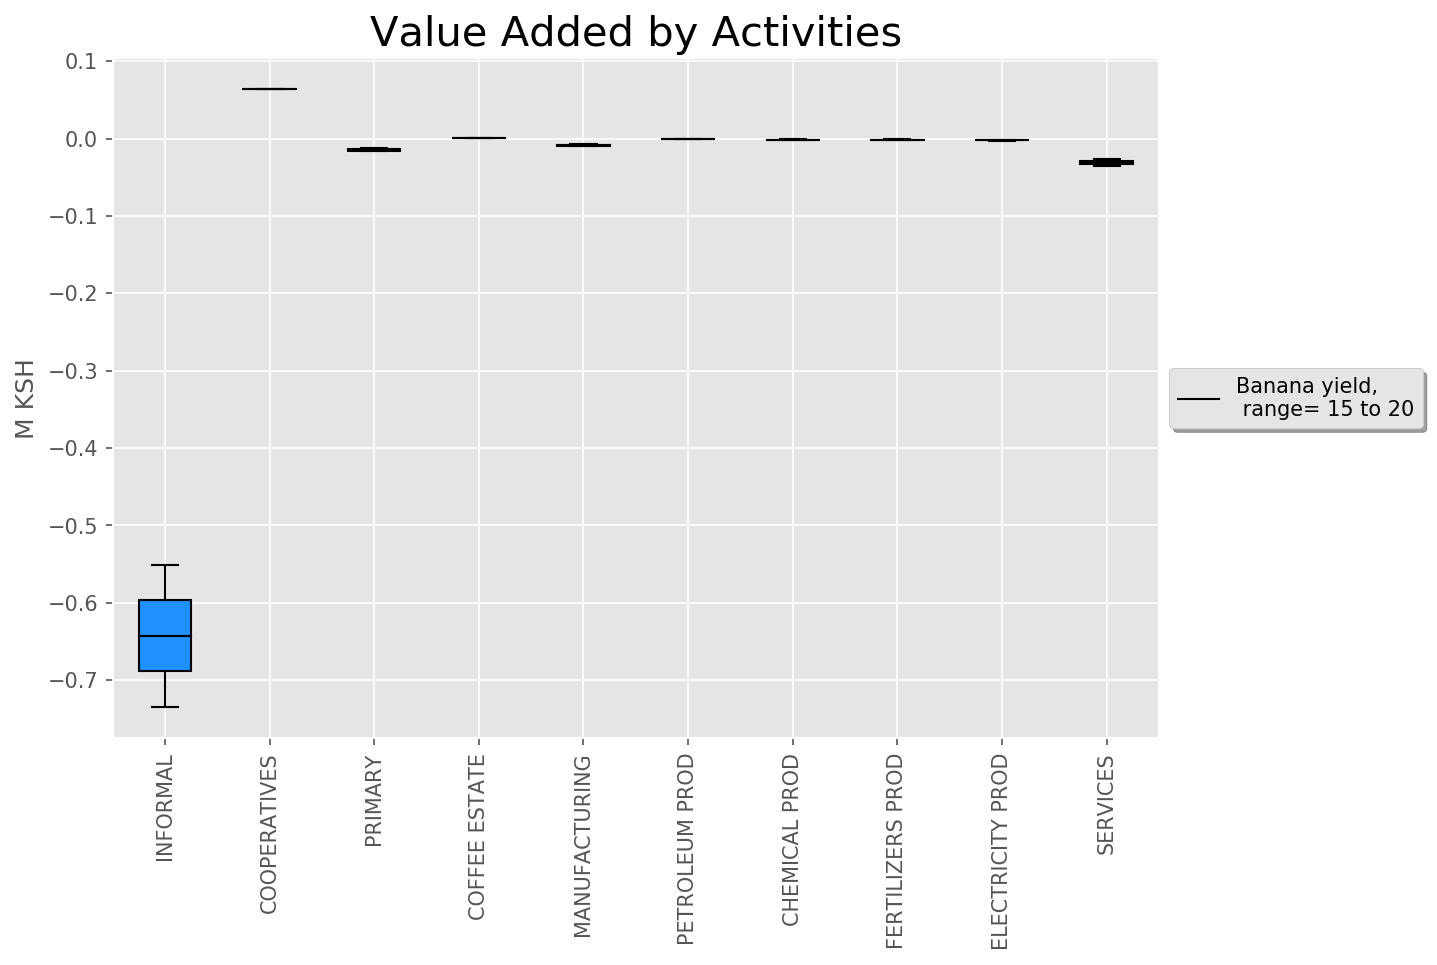 Value Added by Activities
0.1
0.0
−0.1
−0.2
−0.3
−0.4
−0.5
−0.6
−0.7
M KSH
INFORMAL
COOPERATIVES
PRIMARY
COFFEE ESTATE
MANUFACTURING
PETROLEUM PROD
CHEMICAL PROD
FERTILIZERS PROD
ELECTRICITY PROD
SERVICES
Banana yield,
range= 15 to 20